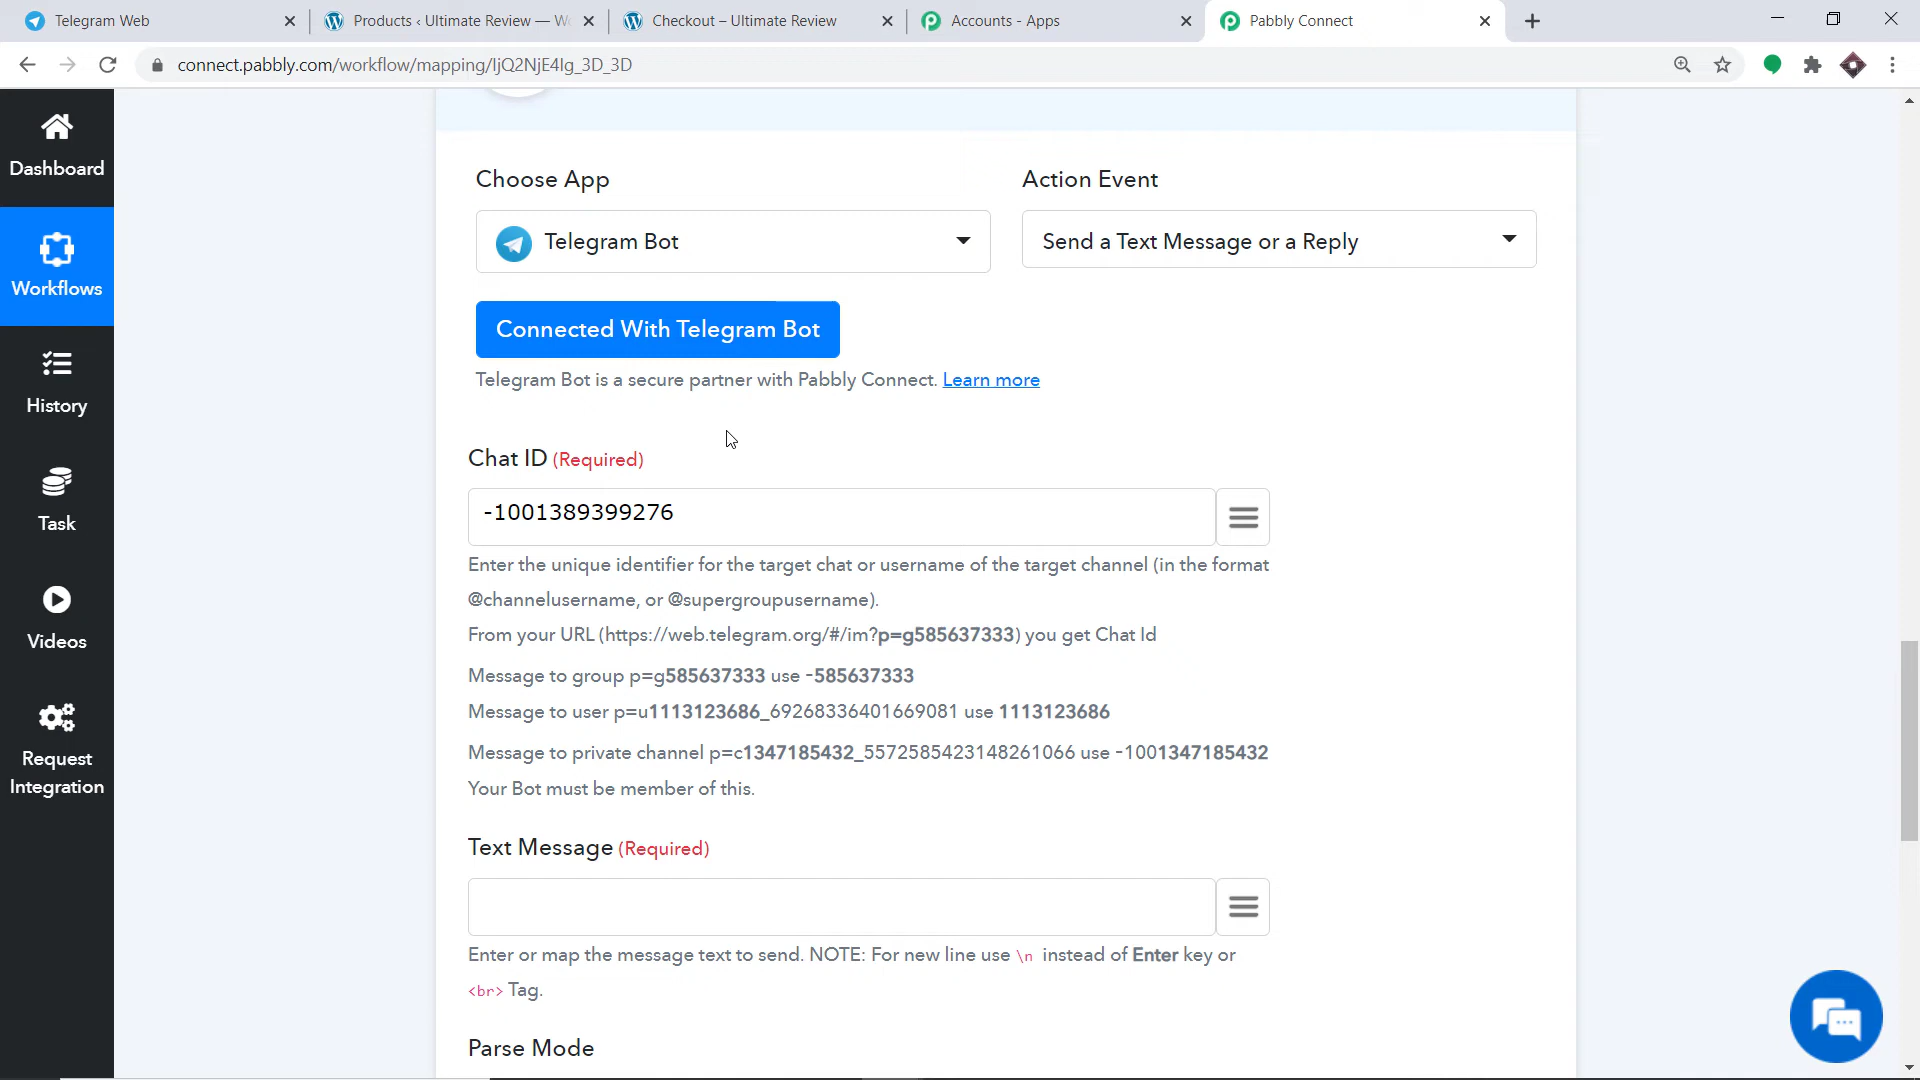 Telegram Web
Products ‹ Ultimate Review — W
Checkout – Ultimate Review
Accounts - Apps
Pabbly Connect
connect.pabbly.com/workflow/mapping/IjQ2NjE4Ig_3D_3D
Dashboard
Workflows
History
Task
Videos
Request
Integration
Choose App
Action Event
Telegram Bot
Send a Text Message or a Reply
Connected With Telegram Bot
Telegram Bot is a secure partner with Pabbly Connect. Learn more
Chat ID (Required)
-1001389399276
Enter the unique identifier for the target chat or username of the target channel (in the format
@channelusername, or @supergroupusername).
From your URL (https://web.telegram.org/#/im?p=g585637333) you get Chat Id
Message to group p=g585637333 use -585637333
Message to user p=u1113123686_69268336401669081 use 1113123686
Message to private channel p=c1347185432_5572585423148261066 use -1001347185432
Your Bot must be member of this.
Text Message (Required)
Enter or map the message text to send. NOTE: For new line use \n instead of Enter key or
<br> Tag.
Parse Mode